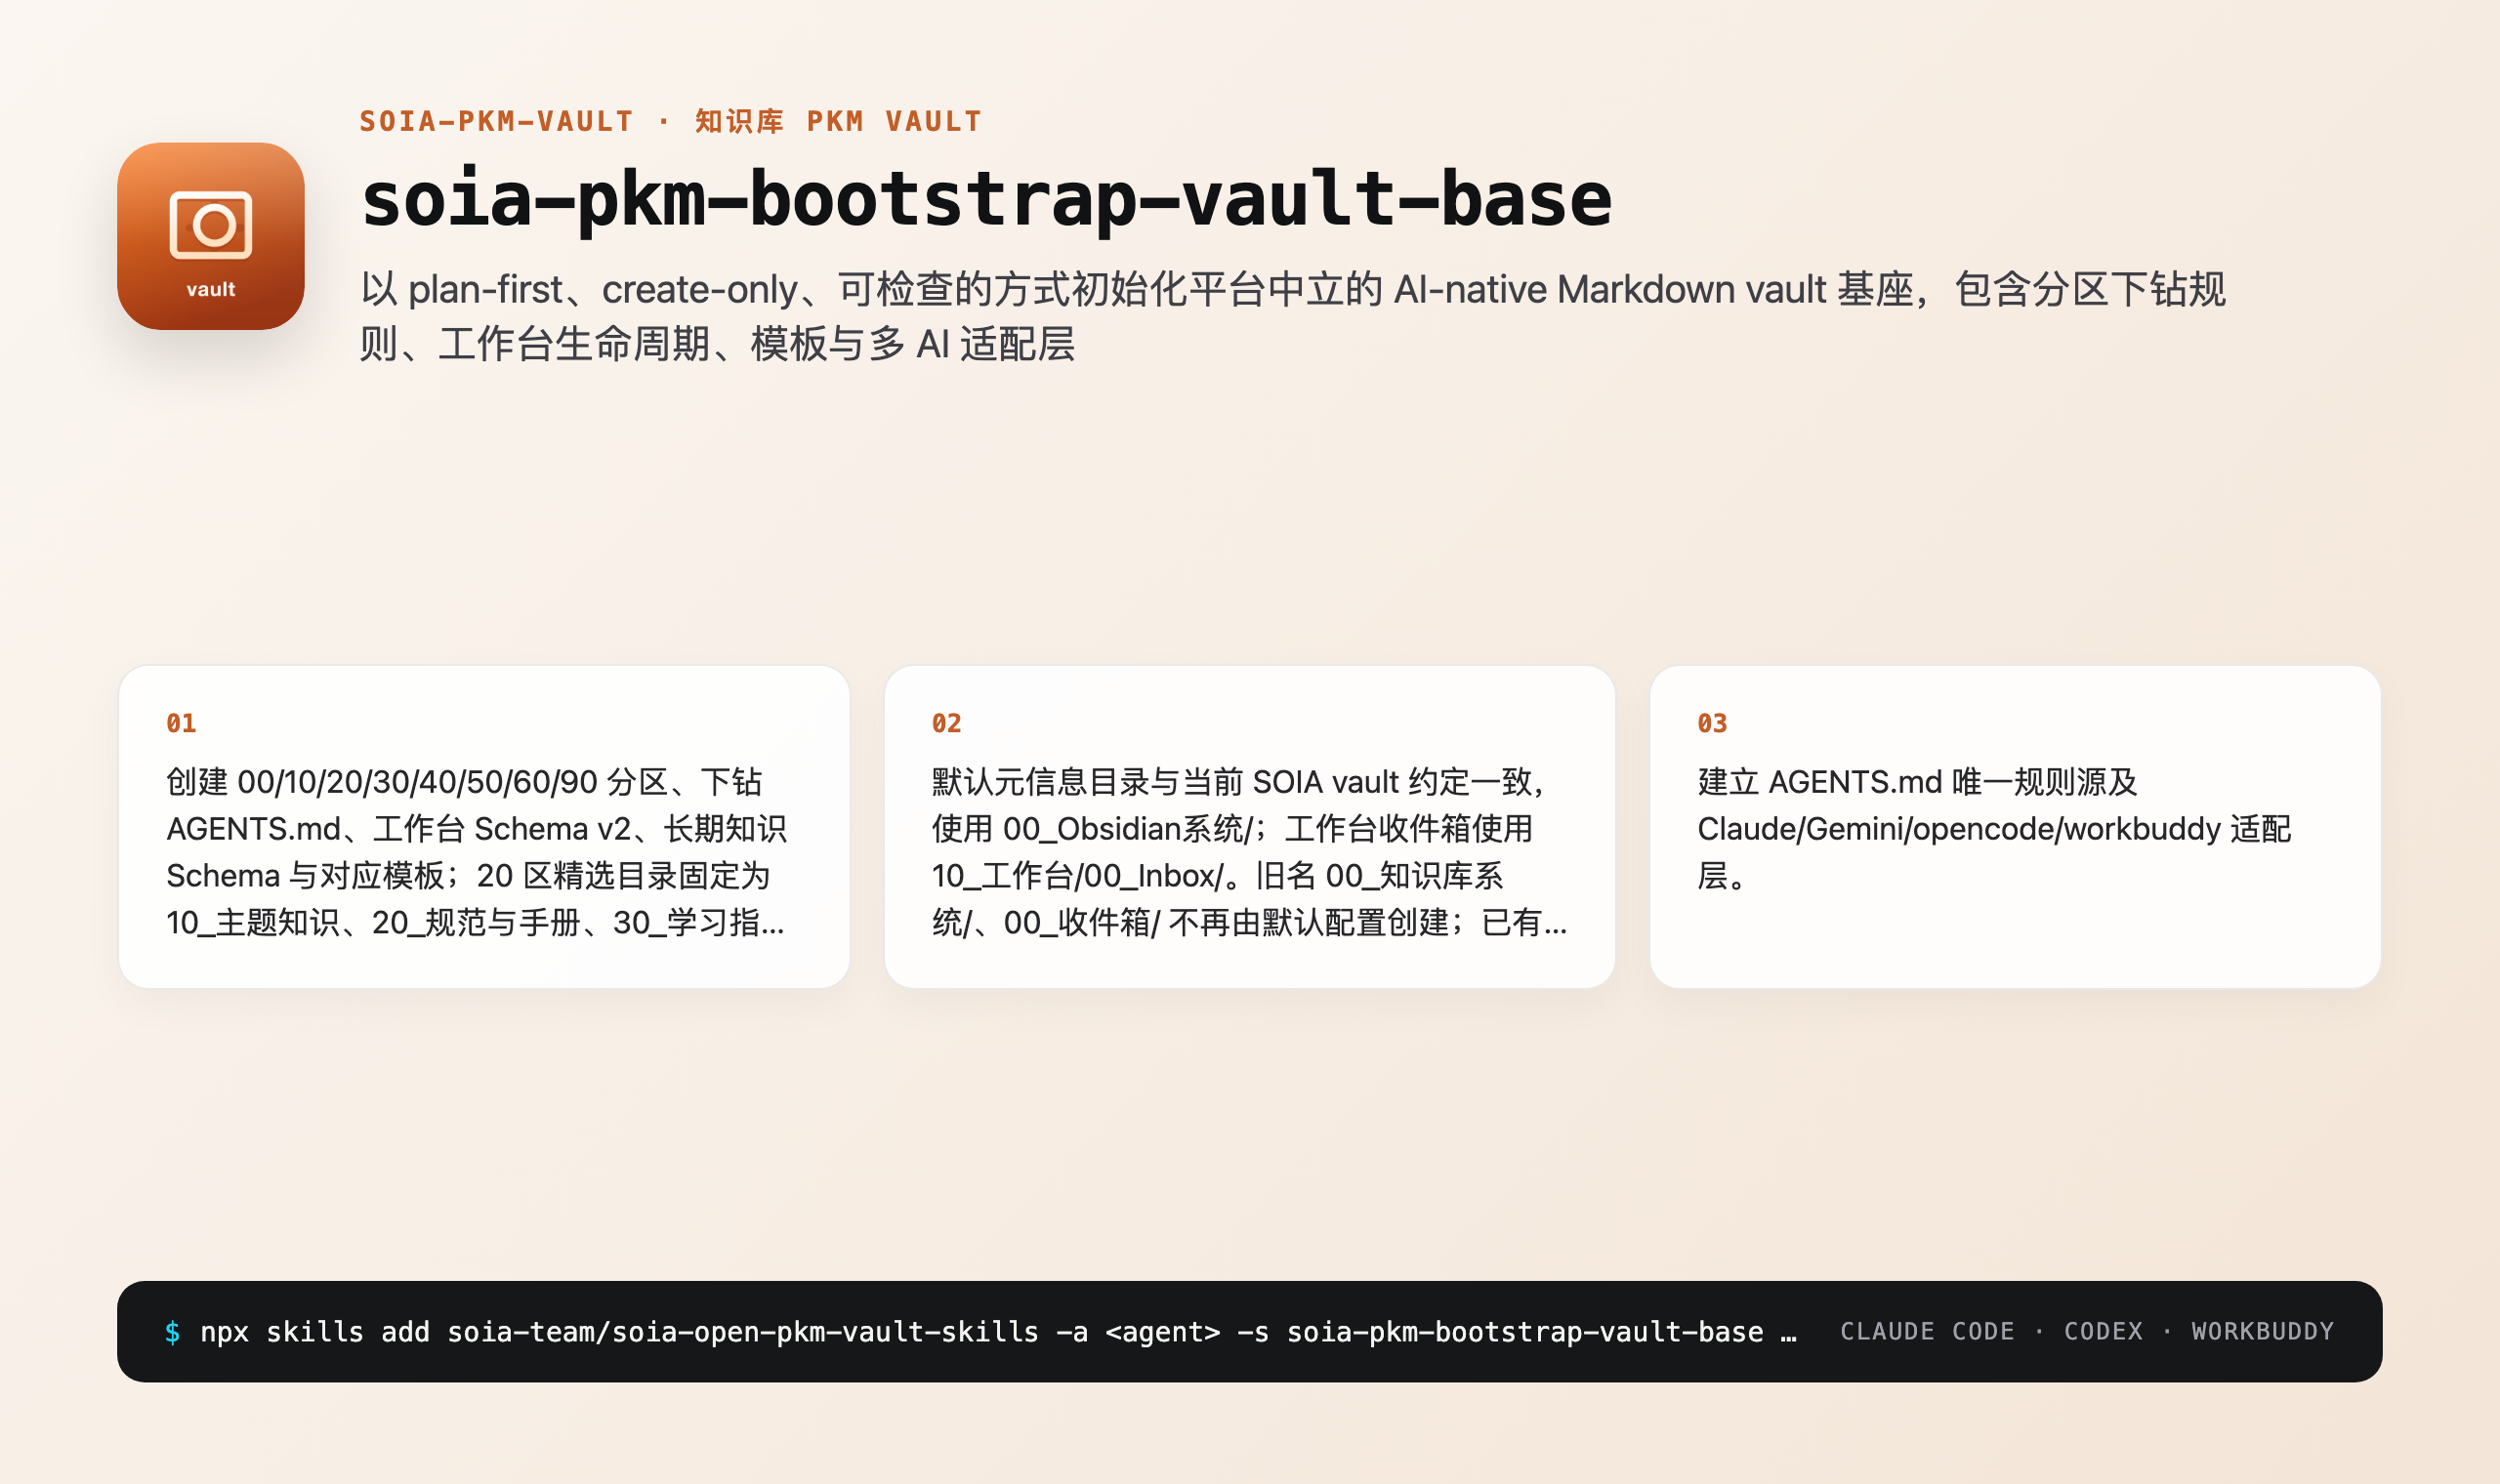 SOIA-PKM-VAULT · 知识库 PKM VAULT
soia-pkm-bootstrap-vault-base
以 plan-first、create-only、可检查的方式初始化平台中立的 AI-native Markdown vault 基座，包含分区下钻规
则、工作台生命周期、模板与多 AI 适配层
vault
01
创建 00/10/20/30/40/50/60/90 分区、下钻
AGENTS.md、工作台 Schema v2、长期知识
Schema 与对应模板；20 区精选目录固定为
10_主题知识、20_规范与手册、30_学习指…
02
默认元信息目录与当前 SOIA vault 约定一致，
使用 00_Obsidian系统/；工作台收件箱使用
10_工作台/00_Inbox/。旧名 00_知识库系
统/、00_收件箱/ 不再由默认配置创建；已有…
03
建立 AGENTS.md 唯一规则源及
Claude/Gemini/opencode/workbuddy 适配
层。
$ npx skills add soia-team/soia-open-pkm-vault-skills -a <agent> -s soia-pkm-bootstrap-vault-base … CLAUDE CODE · CODEX · WORKBUDDY